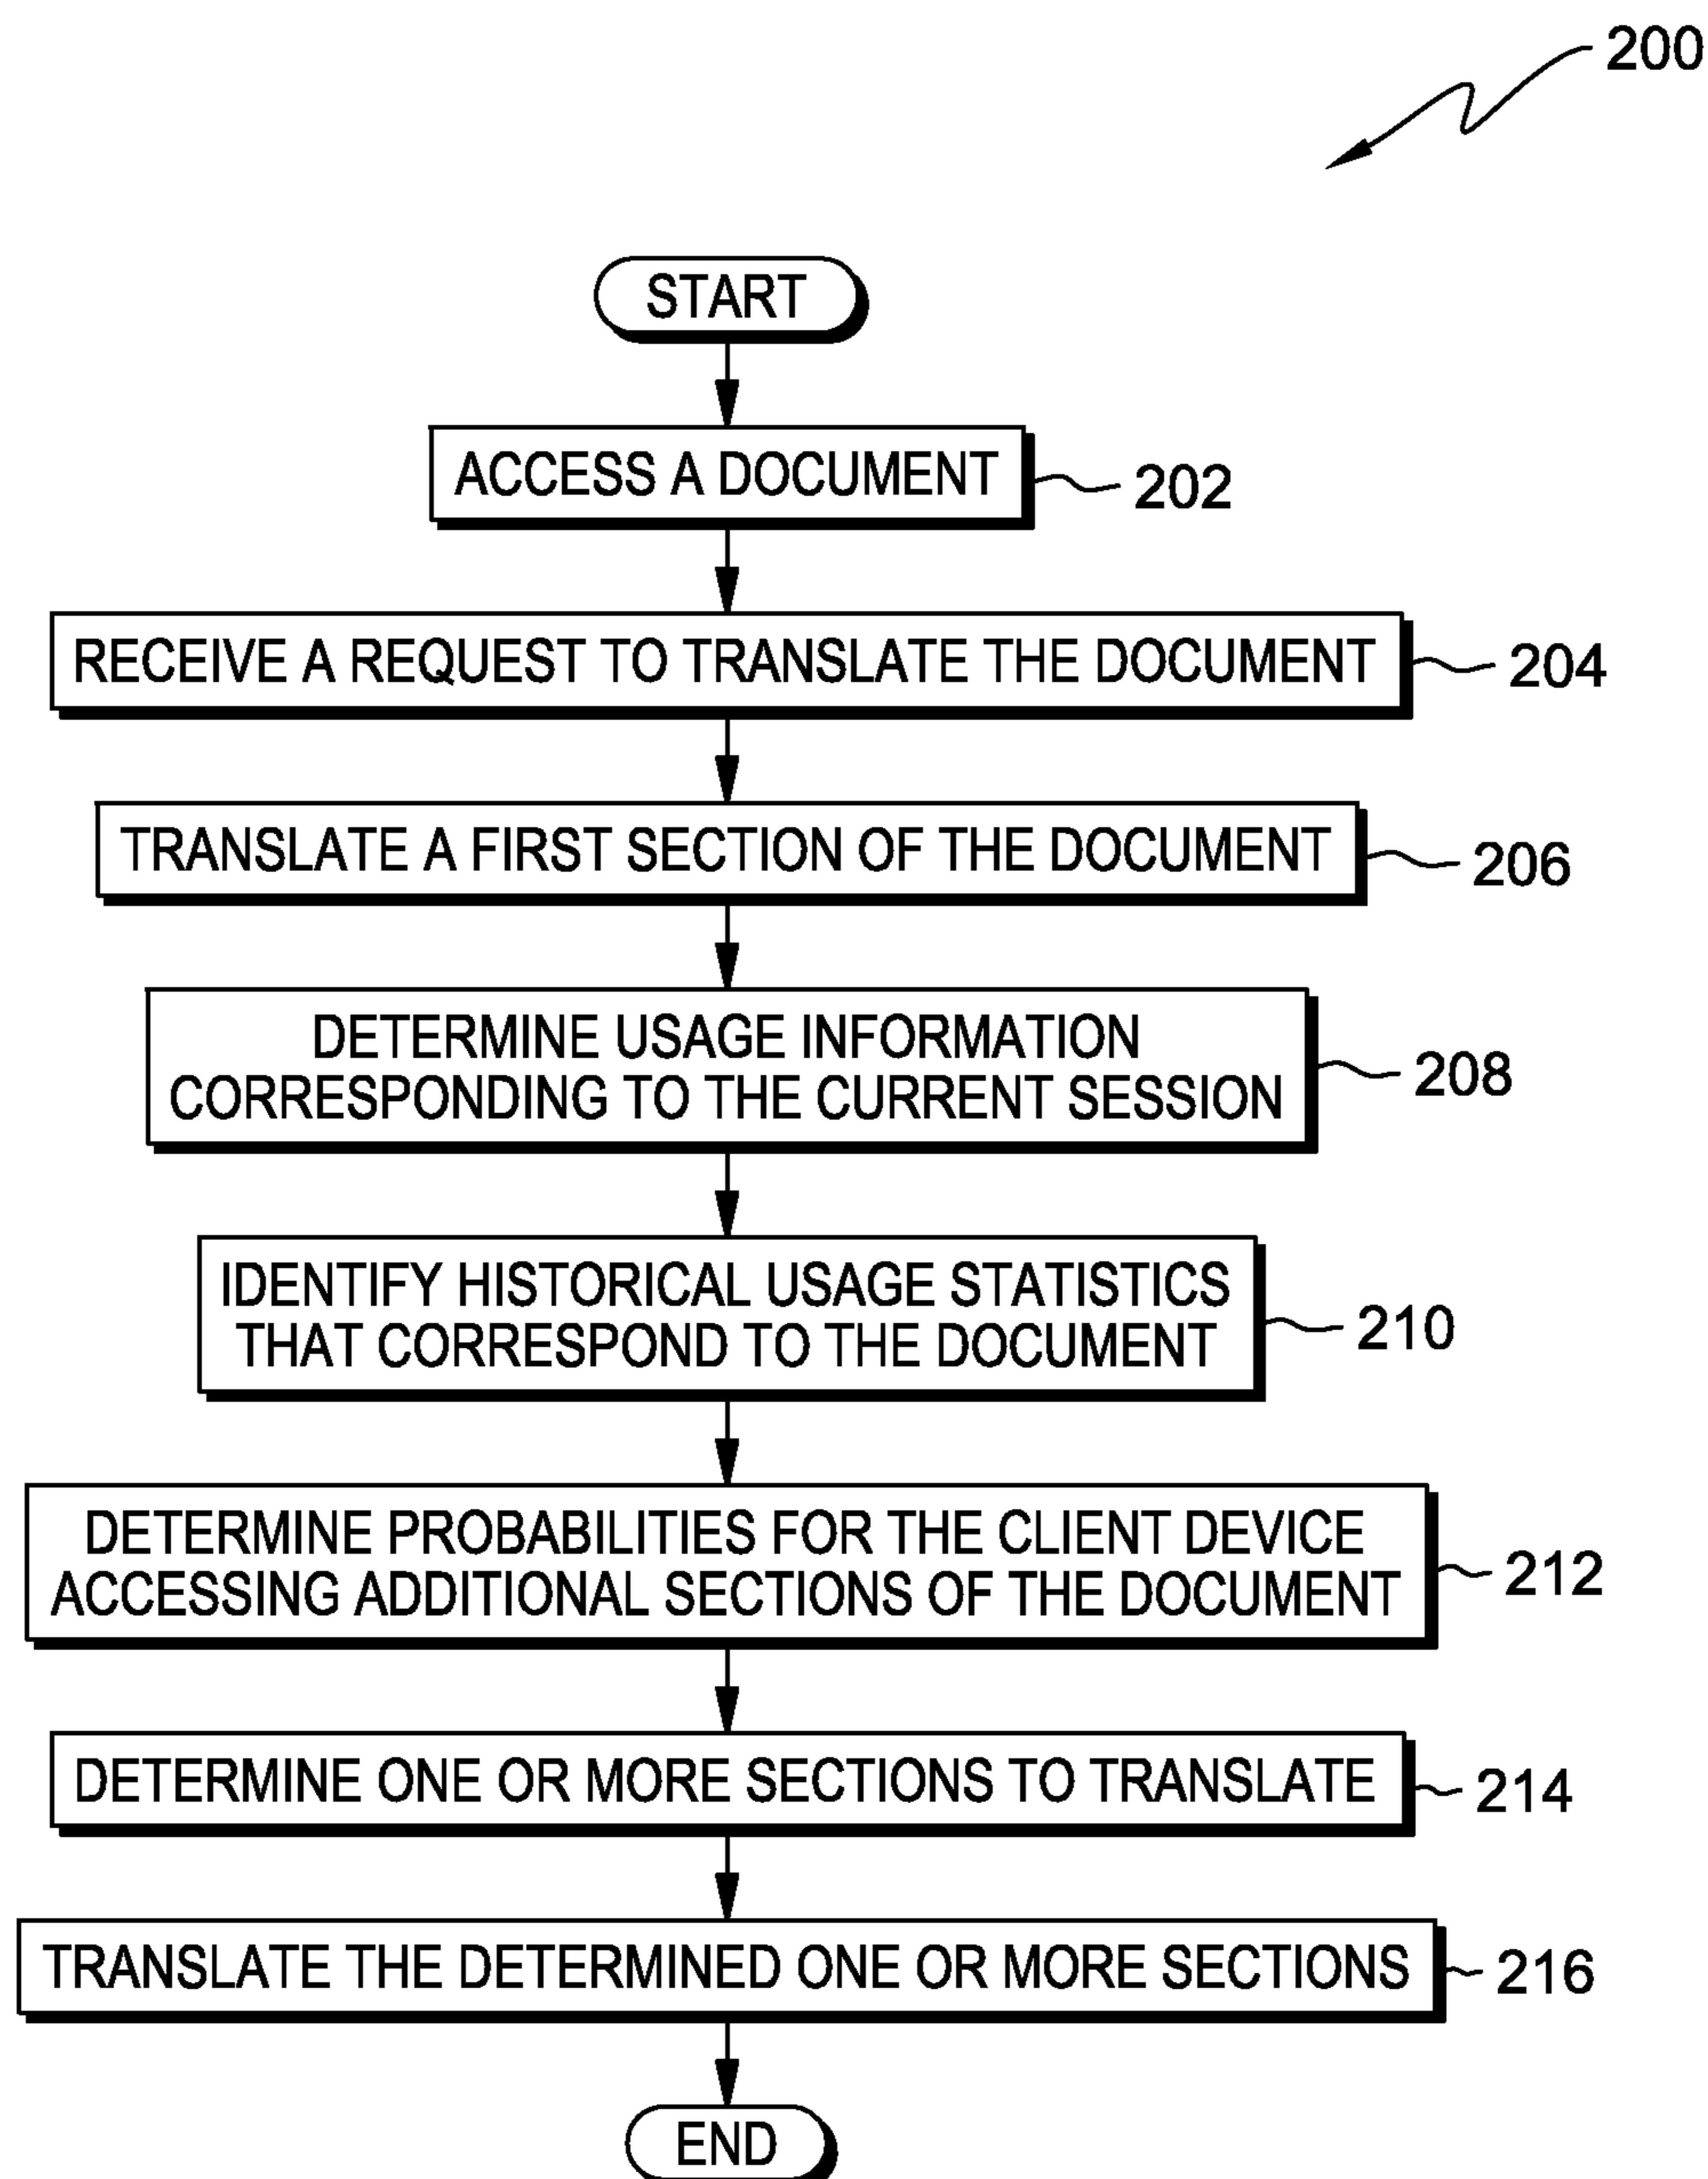 200
START
ACCESS A DOCUMENT
202
RECEIVE A REQUEST TO TRANSLATE THE DOCUMENT
204
TRANSLATE A FIRST SECTION OF THE DOCUMENT
206
DETERMINE USAGE INFORMATION
CORRESPONDING TO THE CURRENT SESSION
208
IDENTIFY HISTORICAL USAGE STATISTICS
THAT CORRESPOND TO THE DOCUMENT
210
DETERMINE PROBABILITIES FOR THE CLIENT DEVICE
ACCESSING ADDITIONAL SECTIONS OF THE DOCUMENT
212
DETERMINE ONE OR MORE SECTIONS TO TRANSLATE
214
TRANSLATE THE DETERMINED ONE OR MORE SECTIONS
216
END